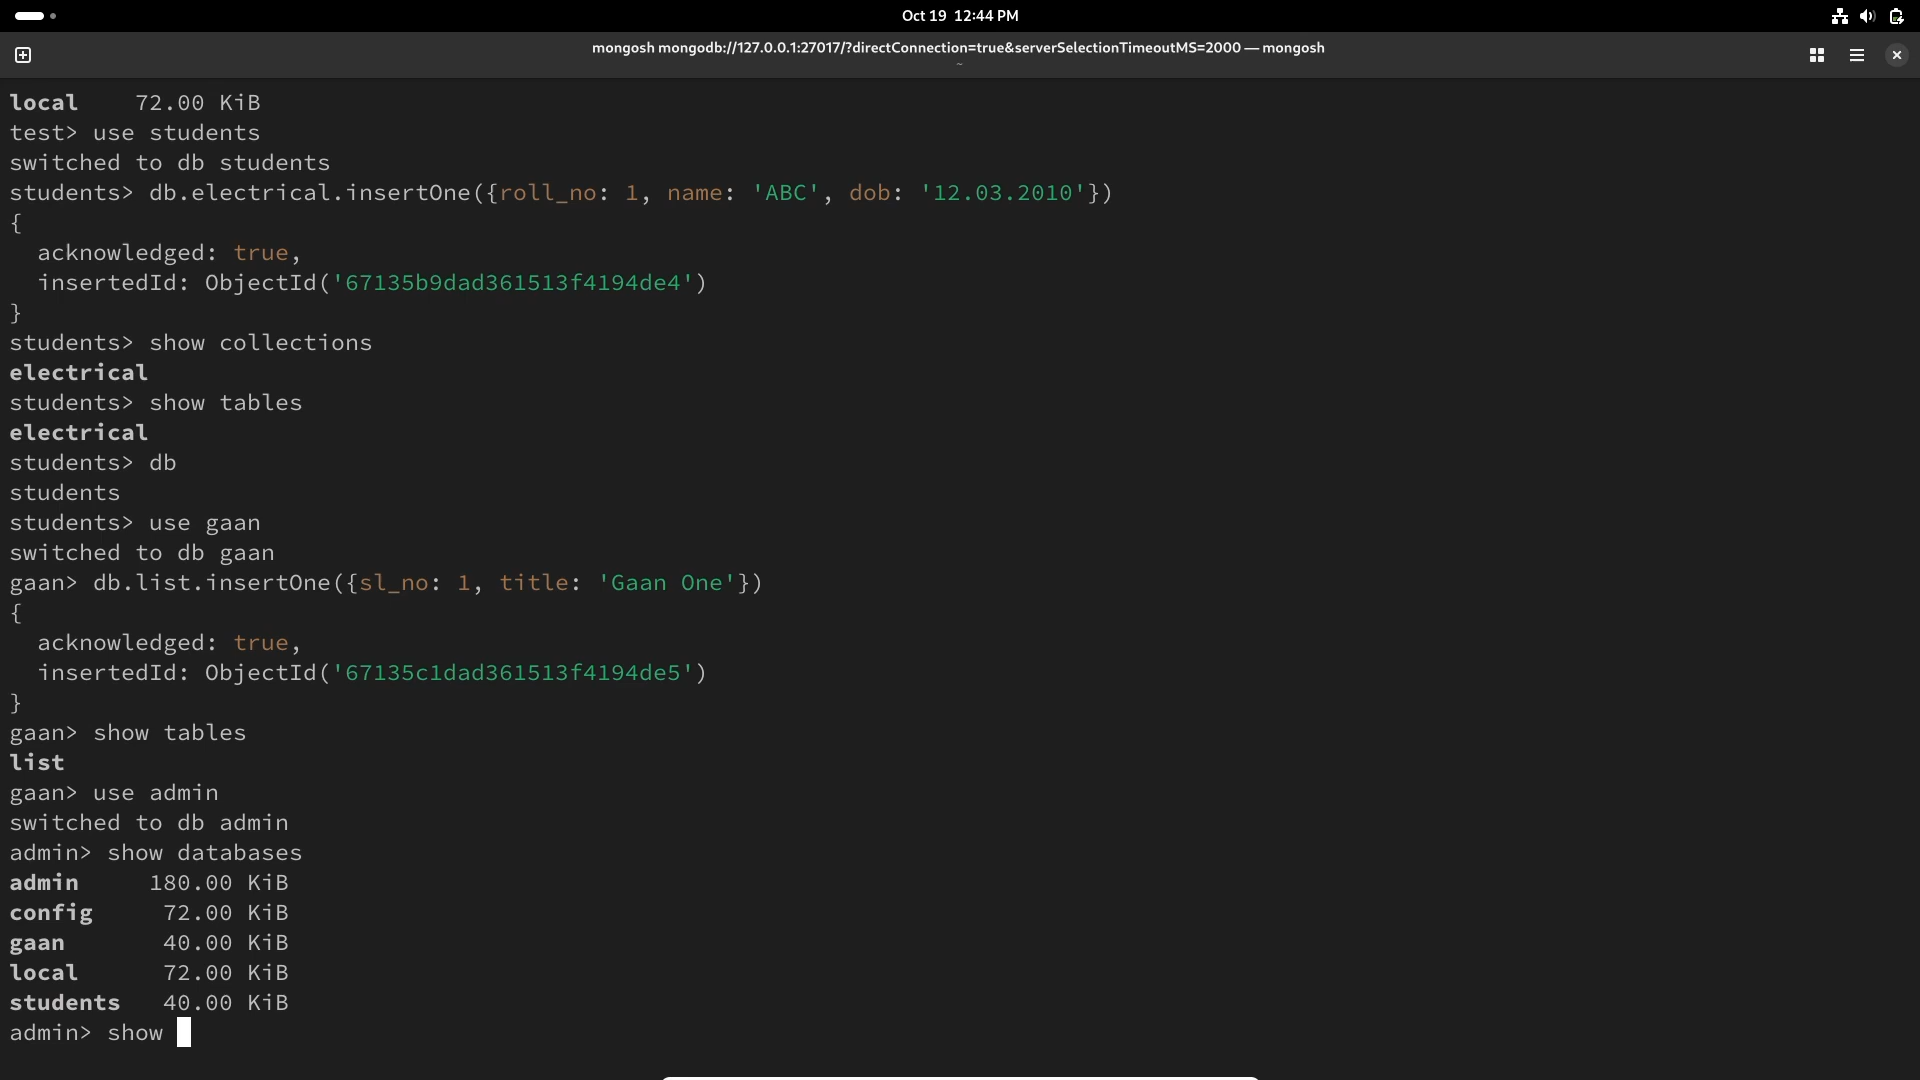 Oct 19 12:44 PM
mongosh mongodb://127.0.0.1:27017/?directConnection=true&serverSelectionTimeoutMS=2000 — mongosh
~
local    72.00 KiB
test> use students
switched to db students
students> db.electrical.insertOne({roll_no: 1, name: 'ABC', dob: '12.03.2010'})
{
  acknowledged: true,
  insertedId: ObjectId('67135b9dad361513f4194de4')
}
students> show collections
electrical
students> show tables
electrical
students> db
students
students> use gaan
switched to db gaan
gaan> db.list.insertOne({sl_no: 1, title: 'Gaan One'})
{
  acknowledged: true,
  insertedId: ObjectId('67135c1dad361513f4194de5')
}
gaan> show tables
list
gaan> use admin
switched to db admin
admin> show databases
admin     180.00 KiB
config     72.00 KiB
gaan       40.00 KiB
local      72.00 KiB
students   40.00 KiB
admin> show